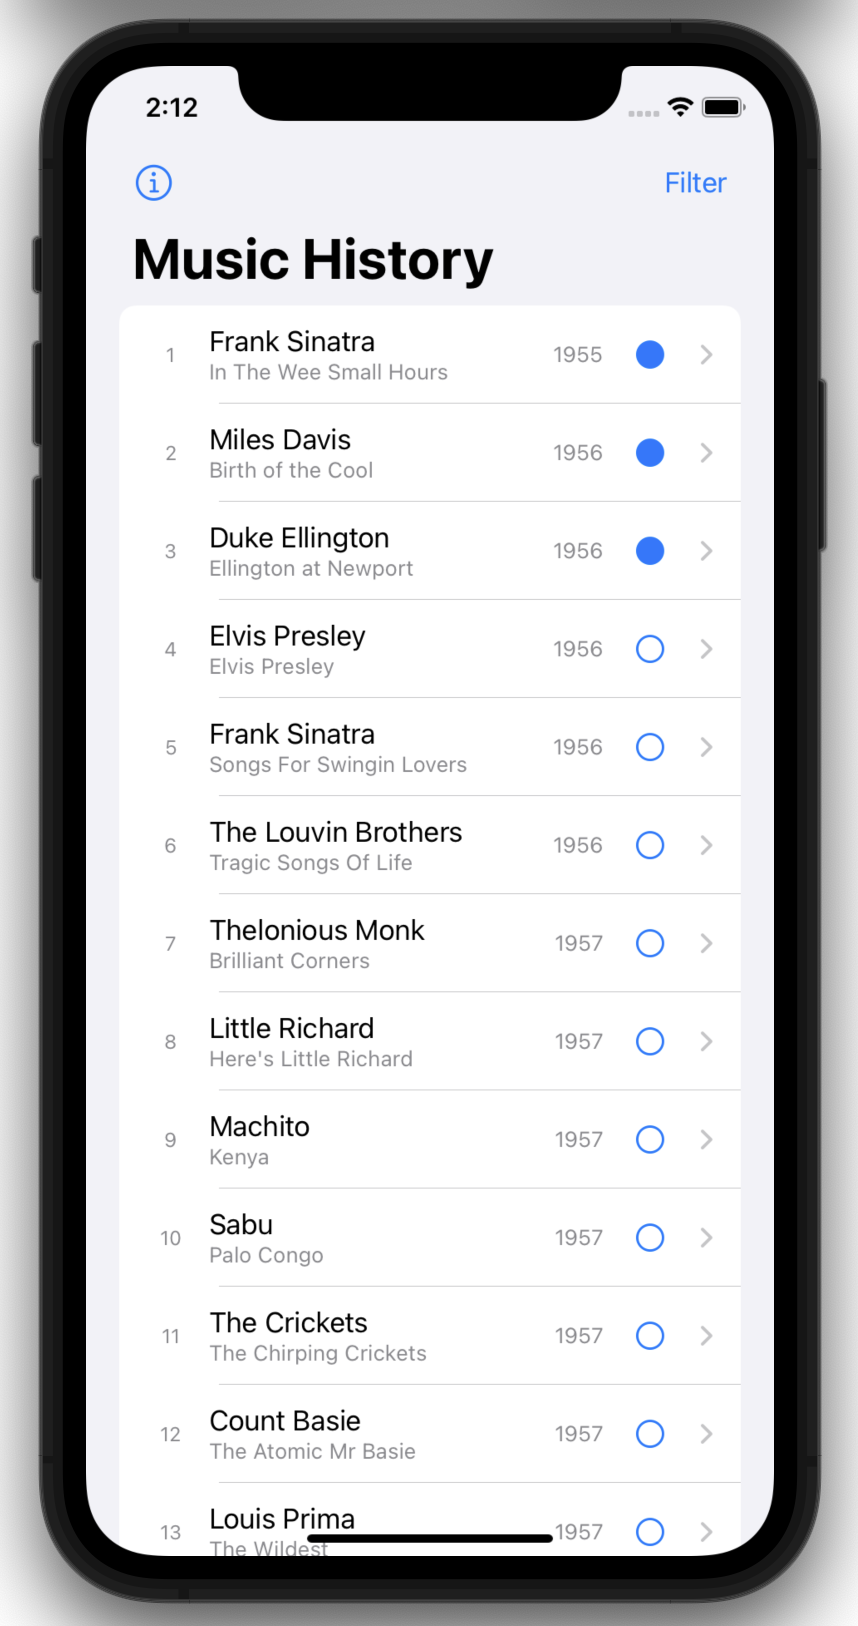 2:12
Filter
Music History
1 Frank Sinatra 1955
In The Wee Small Hours
2 Miles Davis 1956
Birth of the Cool
3 Duke Ellington 1956
Ellington at Newport
4 Elvis Presley 1956
Elvis Presley
5 Frank Sinatra 1956
Songs For Swingin Lovers
6 The Louvin Brothers 1956
Tragic Songs Of Life
7 Thelonious Monk 1957
Brilliant Corners
8 Little Richard 1957
Here's Little Richard
9 Machito 1957
Kenya
10 Sabu 1957
Palo Congo
11 The Crickets 1957
The Chirping Crickets
12 Count Basie 1957
The Atomic Mr Basie
13 Louis Prima 1957
The Wildest